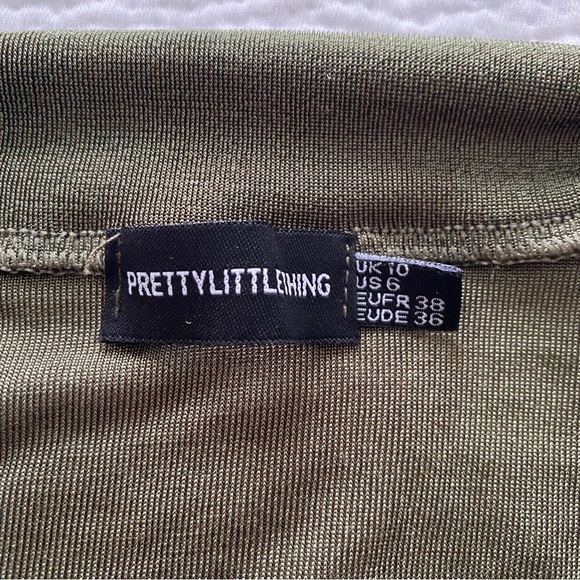 PRETTYLITTLETHING
UK 10
US 6
EUFR 38
EUDE 36